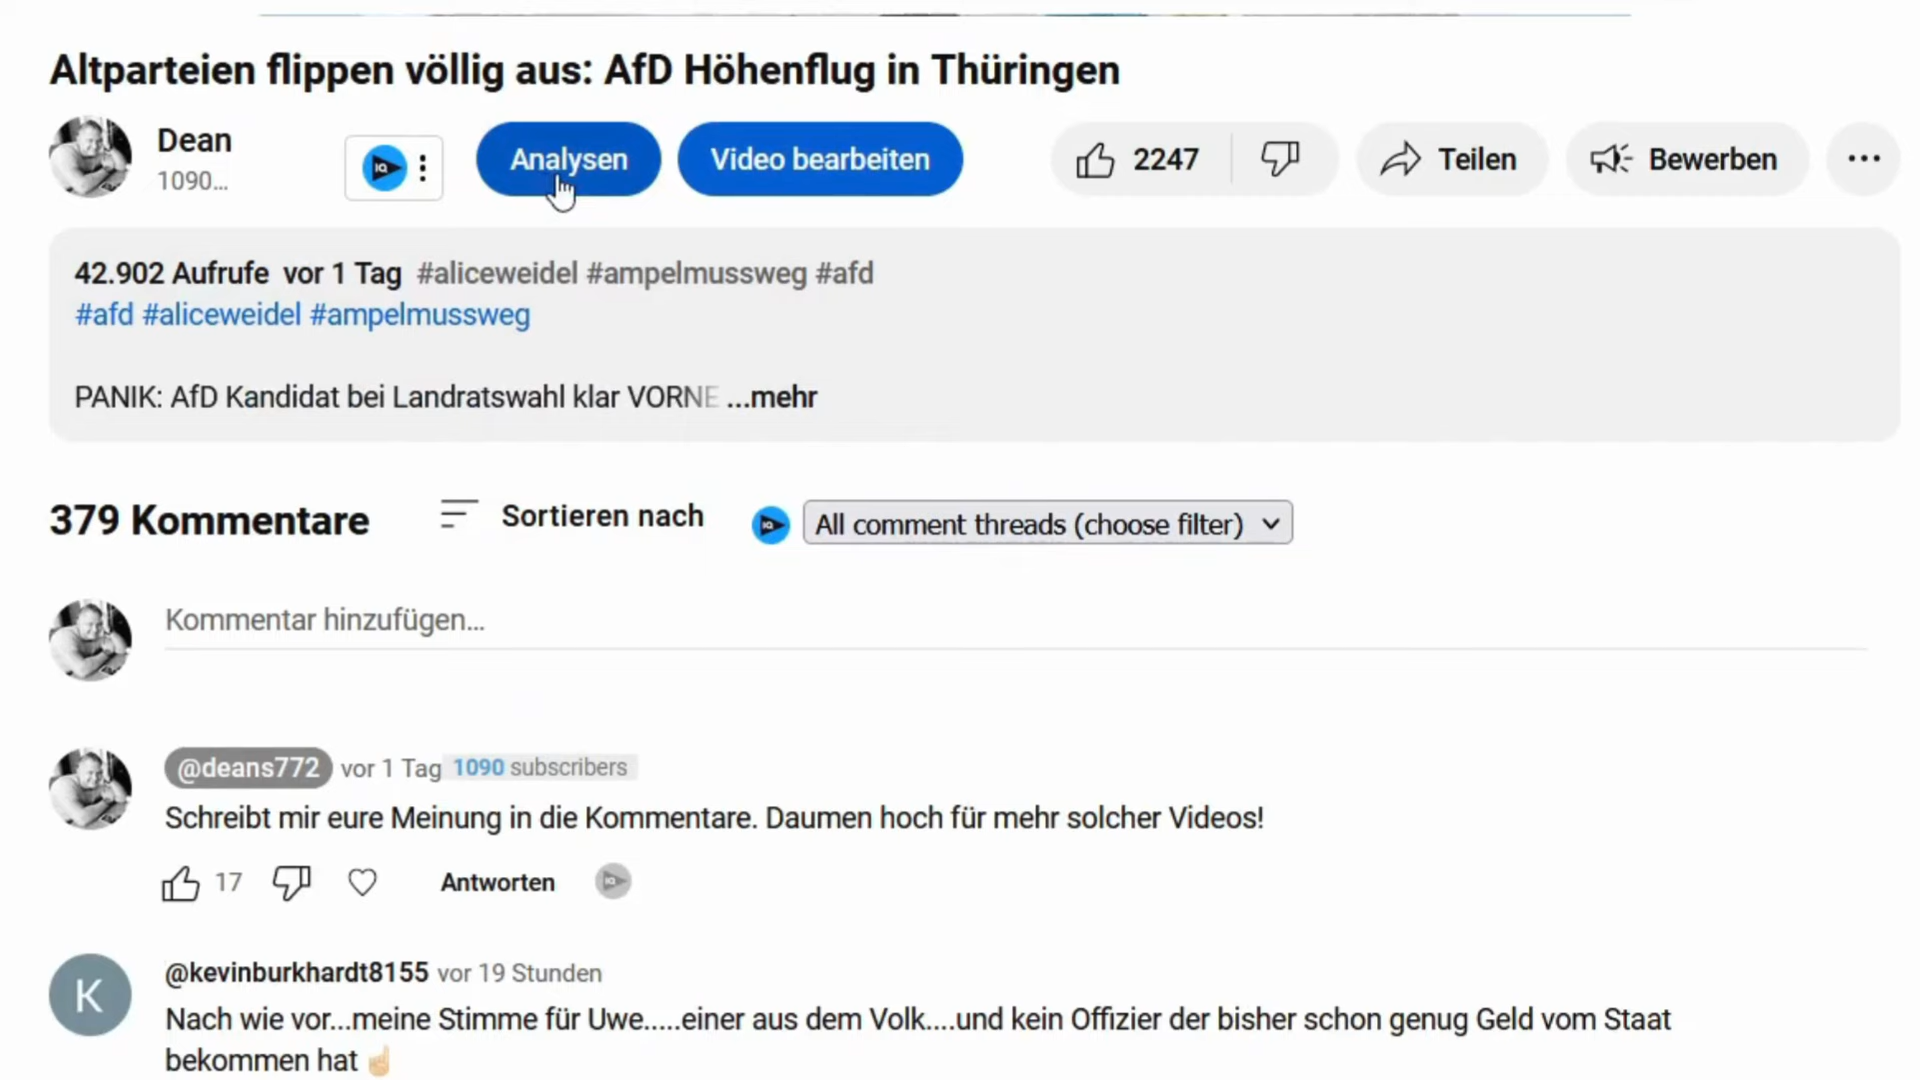 Altparteien flippen völlig aus: AfD Höhenflug in Thüringen
Dean
1090...
Analysen
Video bearbeiten
2247
Teilen
Bewerben
42.902 Aufrufe vor 1 Tag #aliceweidel #ampelmussweg #afd
#afd #aliceweidel #ampelmussweg
PANIK: AfD Kandidat bei Landratswahl klar VORNE ...mehr
379 Kommentare
Sortieren nach
All comment threads (choose filter)
Kommentar hinzufügen...
@deans772 vor 1 Tag 1090 subscribers
Schreibt mir eure Meinung in die Kommentare. Daumen hoch für mehr solcher Videos!
17
Antworten
K
@kevinburkhardt8155 vor 19 Stunden
Nach wie vor...meine Stimme für Uwe.....einer aus dem Volk....und kein Offizier der bisher schon genug Geld vom Staat
bekommen hat ☝🏻